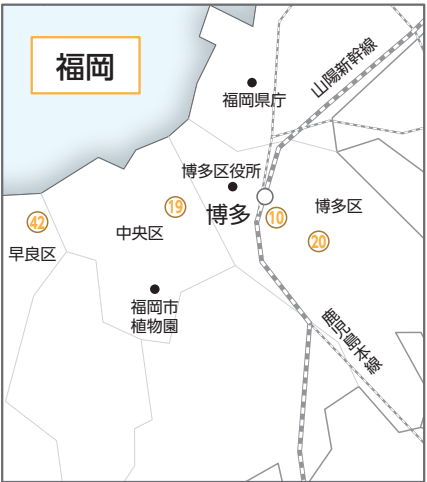 福岡
山陽新幹線
福岡県庁
博多区役所
博多
博多区
19
10
20
42
中央区
早良区
福岡市
植物園
鹿児島本線